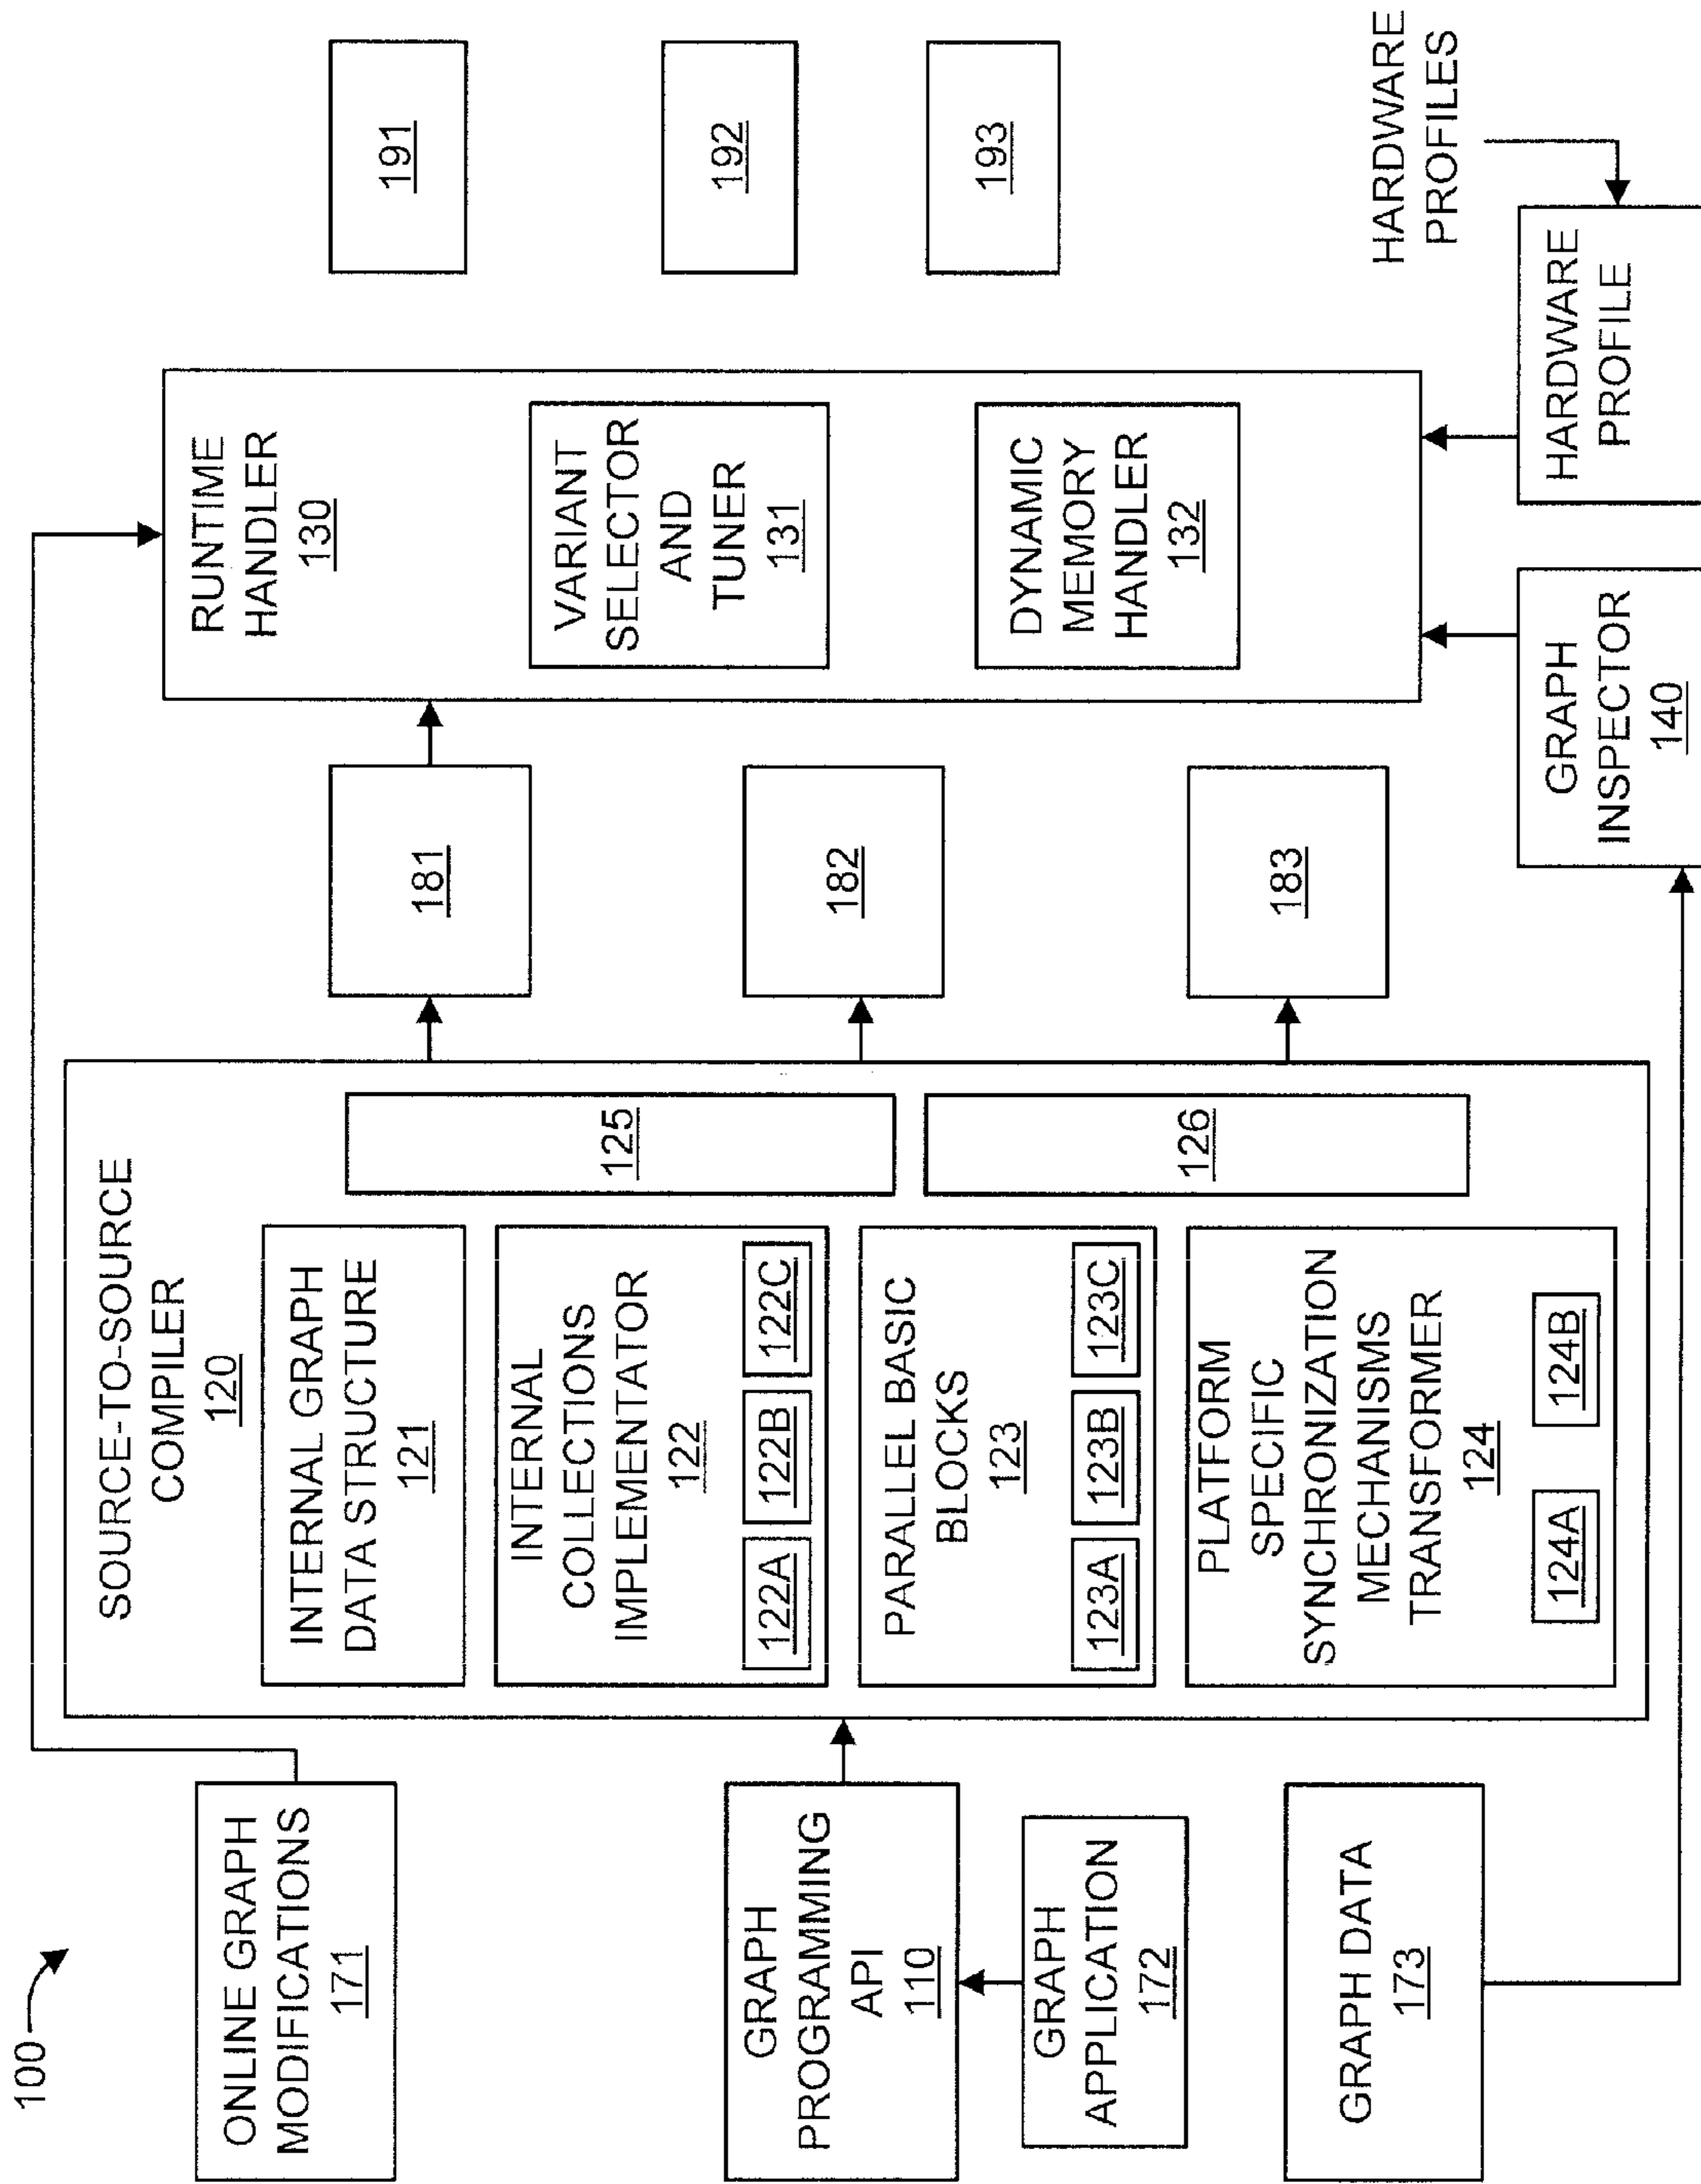 100
ONLINE GRAPH
MODIFICATIONS
171
GRAPH
PROGRAMMING
API
110
GRAPH
APPLICATION
172
GRAPH DATA
173
SOURCE-TO-SOURCE
COMPILER
120
INTERNAL GRAPH
DATA STRUCTURE
121
INTERNAL
COLLECTIONS
IMPLEMENTATOR
122
122A
122B
122C
PARALLEL BASIC
BLOCKS
123
123A
123B
123C
PLATFORM
SPECIFIC
SYNCHRONIZATION
MECHANISMS
TRANSFORMER
124
124A
124B
125
126
181
182
183
RUNTIME
HANDLER
130
VARIANT
SELECTOR
AND
TUNER
131
DYNAMIC
MEMORY
HANDLER
132
GRAPH
INSPECTOR
140
HARDWARE
PROFILE
HARDWARE
PROFILES
191
192
193